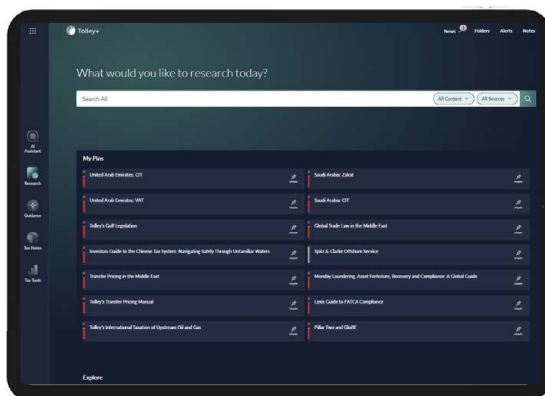 Tolley+
News 3 Folders Alerts Notes
What would you like to research today?
Search All All Content All Sources
AI
Assistant
Research
Guidance
Tax Notes
Tax Tools
My Pins
United Arab Emirates: CIT
Saudi Arabia: Zakat
United Arab Emirates: VAT
Saudi Arabia: CIT
Tolley's Gulf Legislation
Global Trade Law in the Middle East
Investors Guide to the Chinese Tax System: Navigating Safely Through Unfamiliar Waters
Spitz & Clarke Offshore Service
Transfer Pricing in the Middle East
Monday Laundering, Asset Forfeiture, Recovery and Compliance: A Global Guide
Tolley's Transfer Pricing Manual
Lexis Guide to FATCA Compliance
Tolley's International Taxation of Upstream Oil and Gas
Pillar Two and GloBE
Explore